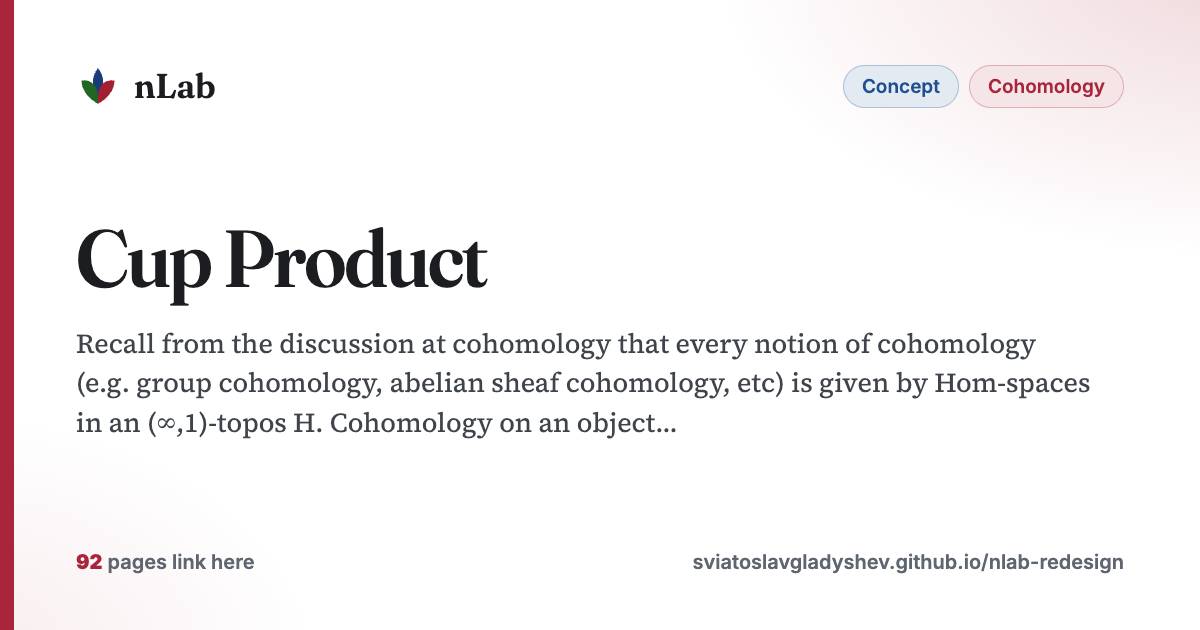 nLab
Concept
Cohomology
Cup Product
Recall from the discussion at cohomology that every notion of cohomology
(e.g. group cohomology, abelian sheaf cohomology, etc) is given by Hom-spaces
in an (∞,1)-topos H. Cohomology on an object...
92 pages link here
sviatoslavgladyshev.github.io/nlab-redesign